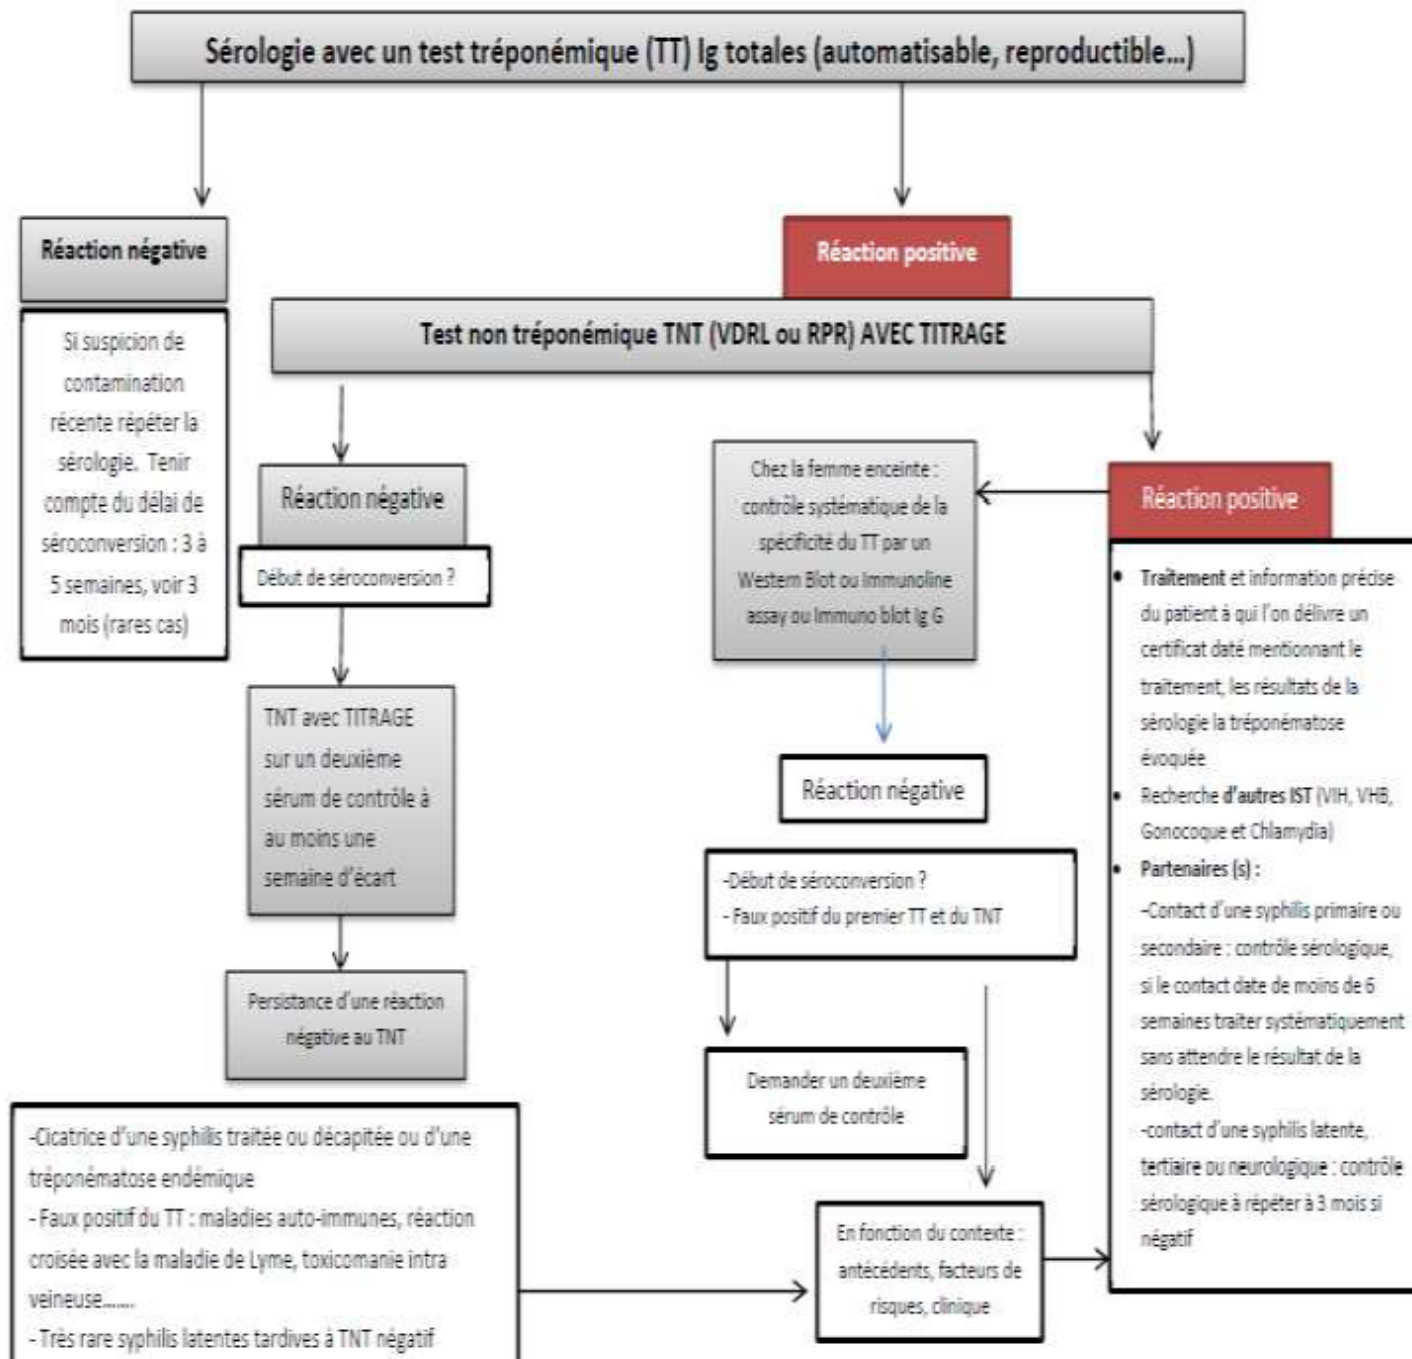 Sérologie avec un test tréponémique (TT) Ig totales (automatisable, reproductible...)
Réaction négative
Si suspicion de
contamination
récente répéter la
sérologie. Tenir
compte du délai de
séroconversion : 3 à
5 semaines, voir 3
mois (rares cas)
Réaction positive
Test non tréponémique TNT (VDRL ou RPR) AVEC TITRAGE
Réaction négative
Début de séroconversion ?
TNT avec TITRAGE
sur un deuxième
sérum de contrôle à
au moins une
semaine d'écart
Persistance d'une réaction
négative au TNT
-Cicatrice d'une syphilis traitée ou décapitée ou d'une
tréponématose endémique
- Faux positif du TT : maladies auto-immunes, réaction
croisée avec la maladie de Lyme, toxicomanie intra
veineuse.......
- Très rare syphilis latentes tardives à TNT négatif
Chez la femme enceinte :
contrôle systématique de la
spécificité du TT par un
Western Blot ou Immunoline
assay ou Immuno blot Ig G
Réaction négative
-Début de séroconversion ?
- Faux positif du premier TT et du TNT
Demander un deuxième
sérum de contrôle
En fonction du contexte :
antécédents, facteurs de
risques, clinique
Réaction positive
• Traitement et information précise
du patient à qui l'on délivre un
certificat daté mentionnant le
traitement, les résultats de la
sérologie la tréponématose
évoquée
• Recherche d'autres IST (VIH, VHB,
Gonocoque et Chlamydia)
• Partenaires (s) :
-Contact d'une syphilis primaire ou
secondaire : contrôle sérologique,
si le contact date de moins de 6
semaines traiter systématiquement
sans attendre le résultat de la
sérologie.
-contact d'une syphilis latente,
tertiaire ou neurologique : contrôle
sérologique à répéter à 3 mois si
négatif